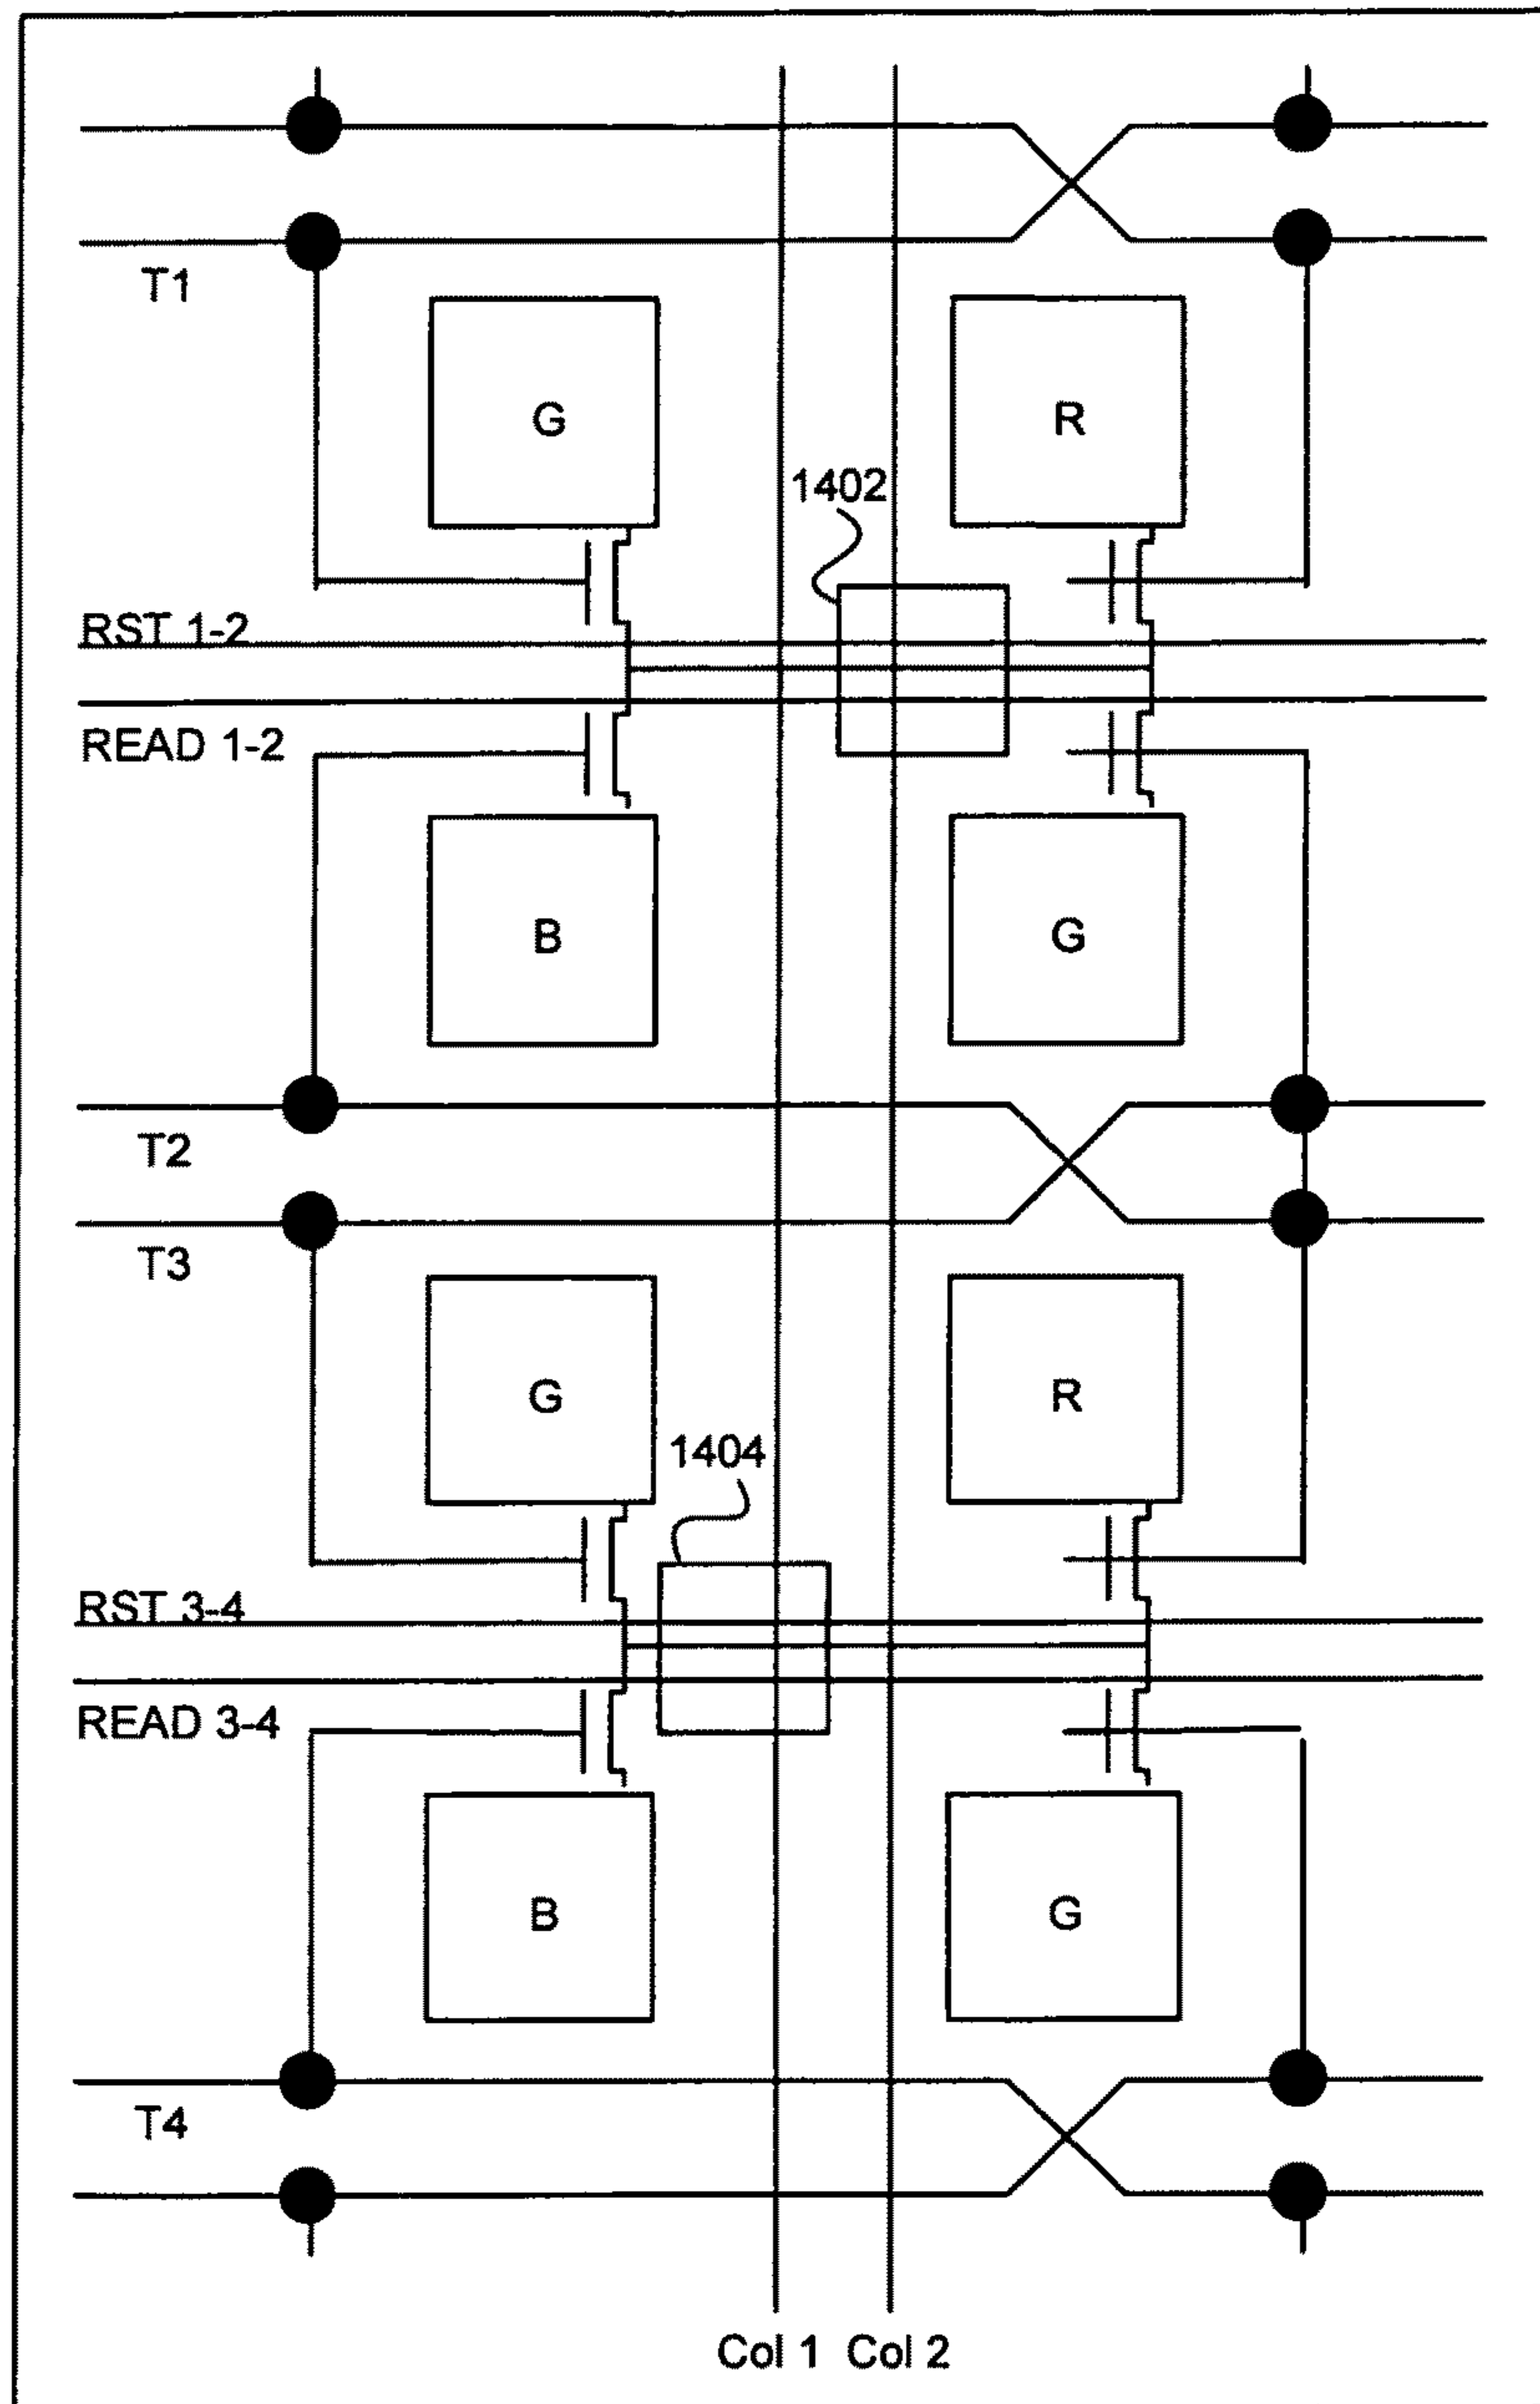 T1
G
R
1402
RST 1-2
READ 1-2
B
G
T2
T3
G
R
1404
RST 3-4
READ 3-4
B
G
T4
Col 1 Col 2